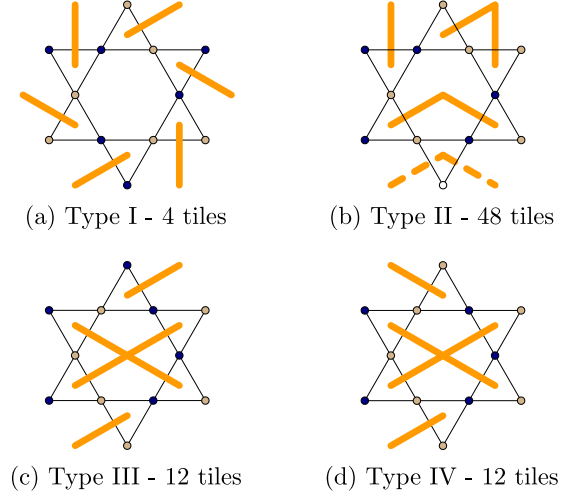 (a) Type I - 4 tiles
(b) Type II - 48 tiles
(c) Type III - 12 tiles
(d) Type IV - 12 tiles